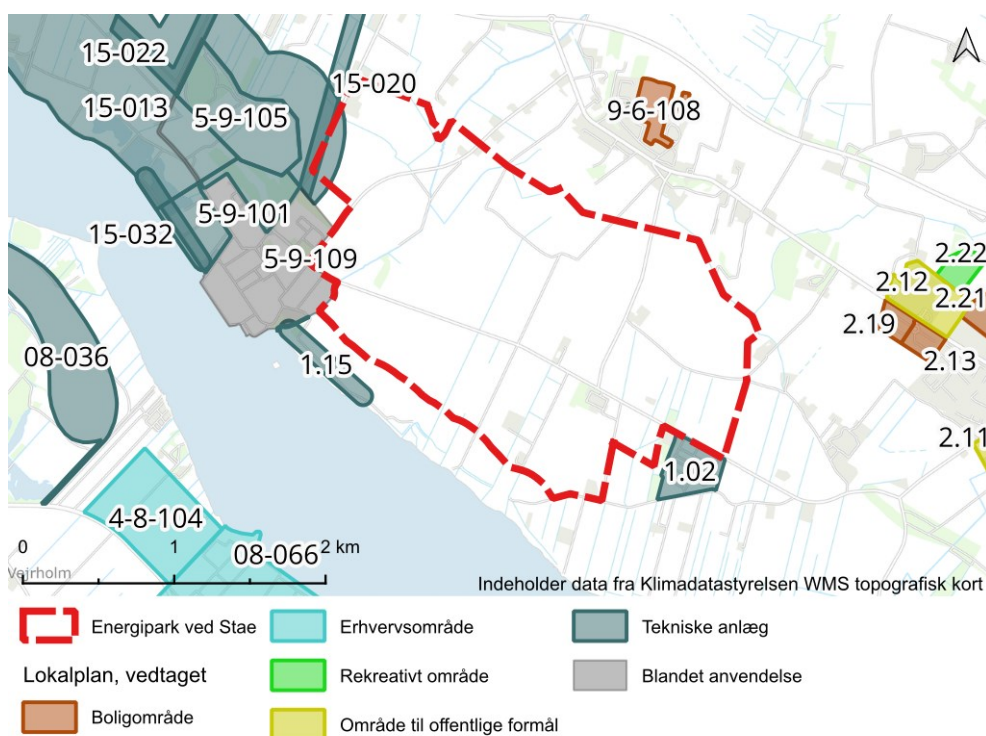 15-022
15-020
15-013
5-9-105
9-6-108
5-9-101
15-032
5-9-109
2.22
2.12
2.21
2.19
2.13
08-036
1.15
2.11
1.02
4-8-104
08-066
0 1 2 km
Vejrholm
Indeholder data fra Klimadatastyrelsen WMS topografisk kort
Energipark ved Stae
Erhvervsområde
Tekniske anlæg
Lokalplan, vedtaget
Rekreativt område
Blandet anvendelse
Boligområde
Område til offentlige formål